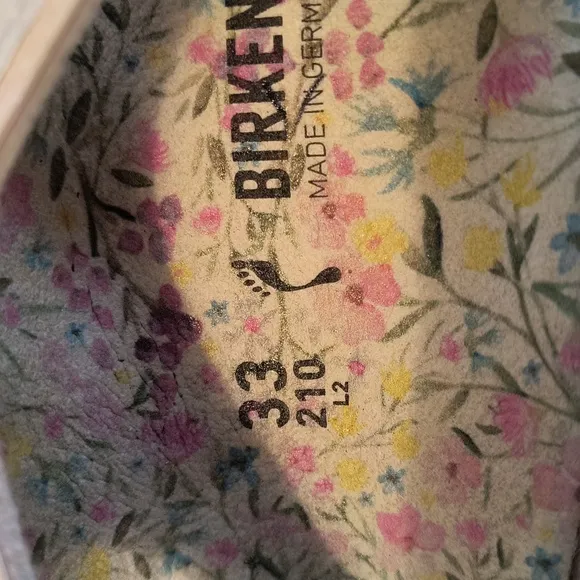 BIRKEN
MADE IN GERM
33
210
L2